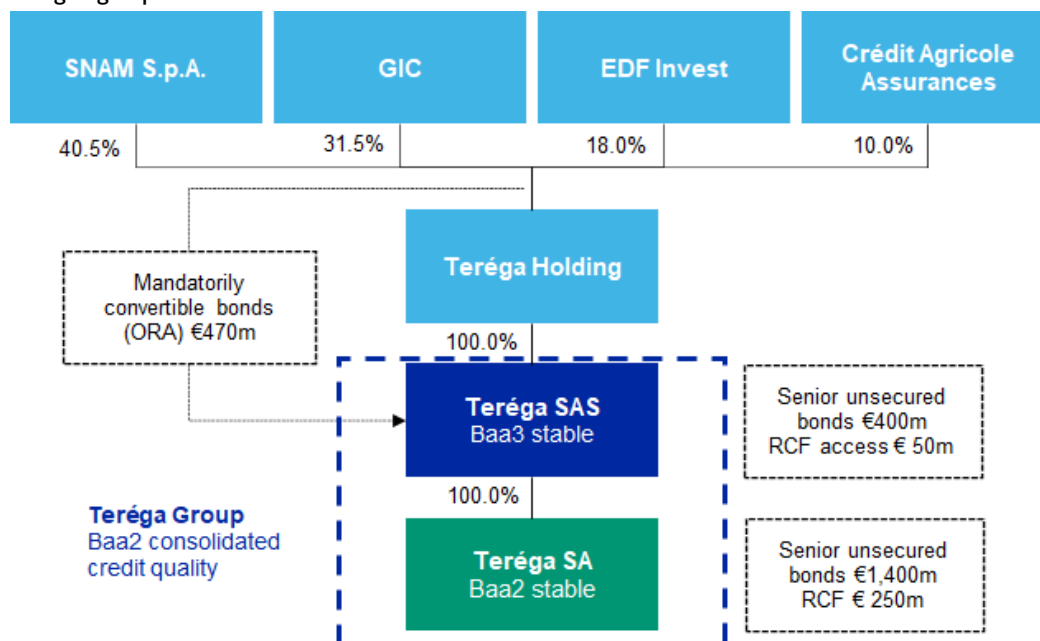 SNAM S.p.A.
GIC
EDF Invest
Crédit Agricole
Assurances
40.5%
31.5%
18.0%
10.0%
Mandatorily
convertible bonds
(ORA) €470m
Teréga Holding
100.0%
Teréga SAS
Baa3 stable
Senior unsecured
bonds €400m
RCF access € 50m
100.0%
Teréga Group
Baa2 consolidated
credit quality
Teréga SA
Baa2 stable
Senior unsecured
bonds €1,400m
RCF € 250m